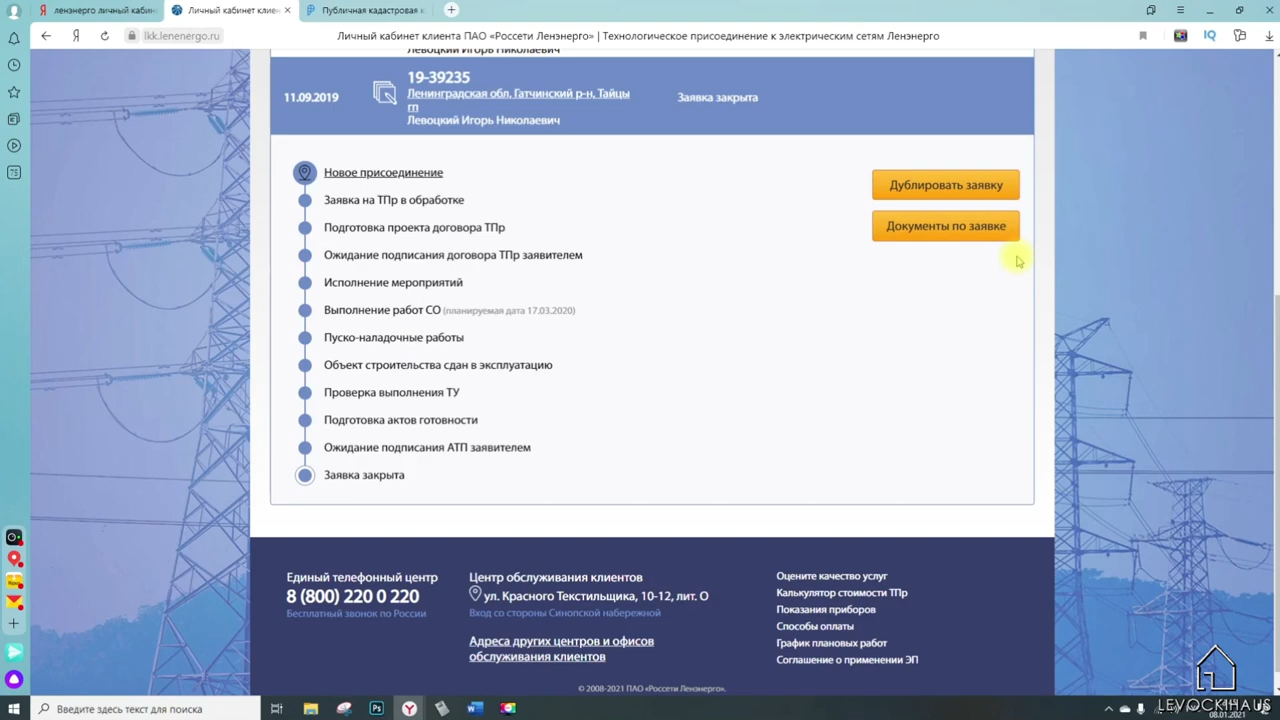 ленэнерго личный кабин
Личный кабинет клиен
Публичная кадастровая к
lkk.lenenergo.ru
Личный кабинет клиента ПАО «Россети Ленэнерго» | Технологическое присоединение к электрическим сетям Ленэнерго
Левоцкий Игорь Николаевич
11.09.2019
19-39235
Ленинградская обл, Гатчинский р-н, Тайцы
гп
Левоцкий Игорь Николаевич
Заявка закрыта
Новое присоединение
Заявка на ТПр в обработке
Подготовка проекта договора ТПр
Ожидание подписания договора ТПр заявителем
Исполнение мероприятий
Выполнение работ СО (планируемая дата 17.03.2020)
Пуско-наладочные работы
Объект строительства сдан в эксплуатацию
Проверка выполнения ТУ
Подготовка актов готовности
Ожидание подписания АТП заявителем
Заявка закрыта
Дублировать заявку
Документы по заявке
Единый телефонный центр
8 (800) 220 0 220
Бесплатный звонок по России
Центр обслуживания клиентов
ул. Красного Текстильщика, 10-12, лит. О
Вход со стороны Синопской набережной
Адреса других центров и офисов
обслуживания клиентов
Оцените качество услуг
Калькулятор стоимости ТПр
Показания приборов
Способы оплаты
График плановых работ
Соглашение о применении ЭП
© 2008-2021 ПАО «Россети Ленэнерго».
LEVOCKIHAUS
Введите здесь текст для поиска
08.01.2021